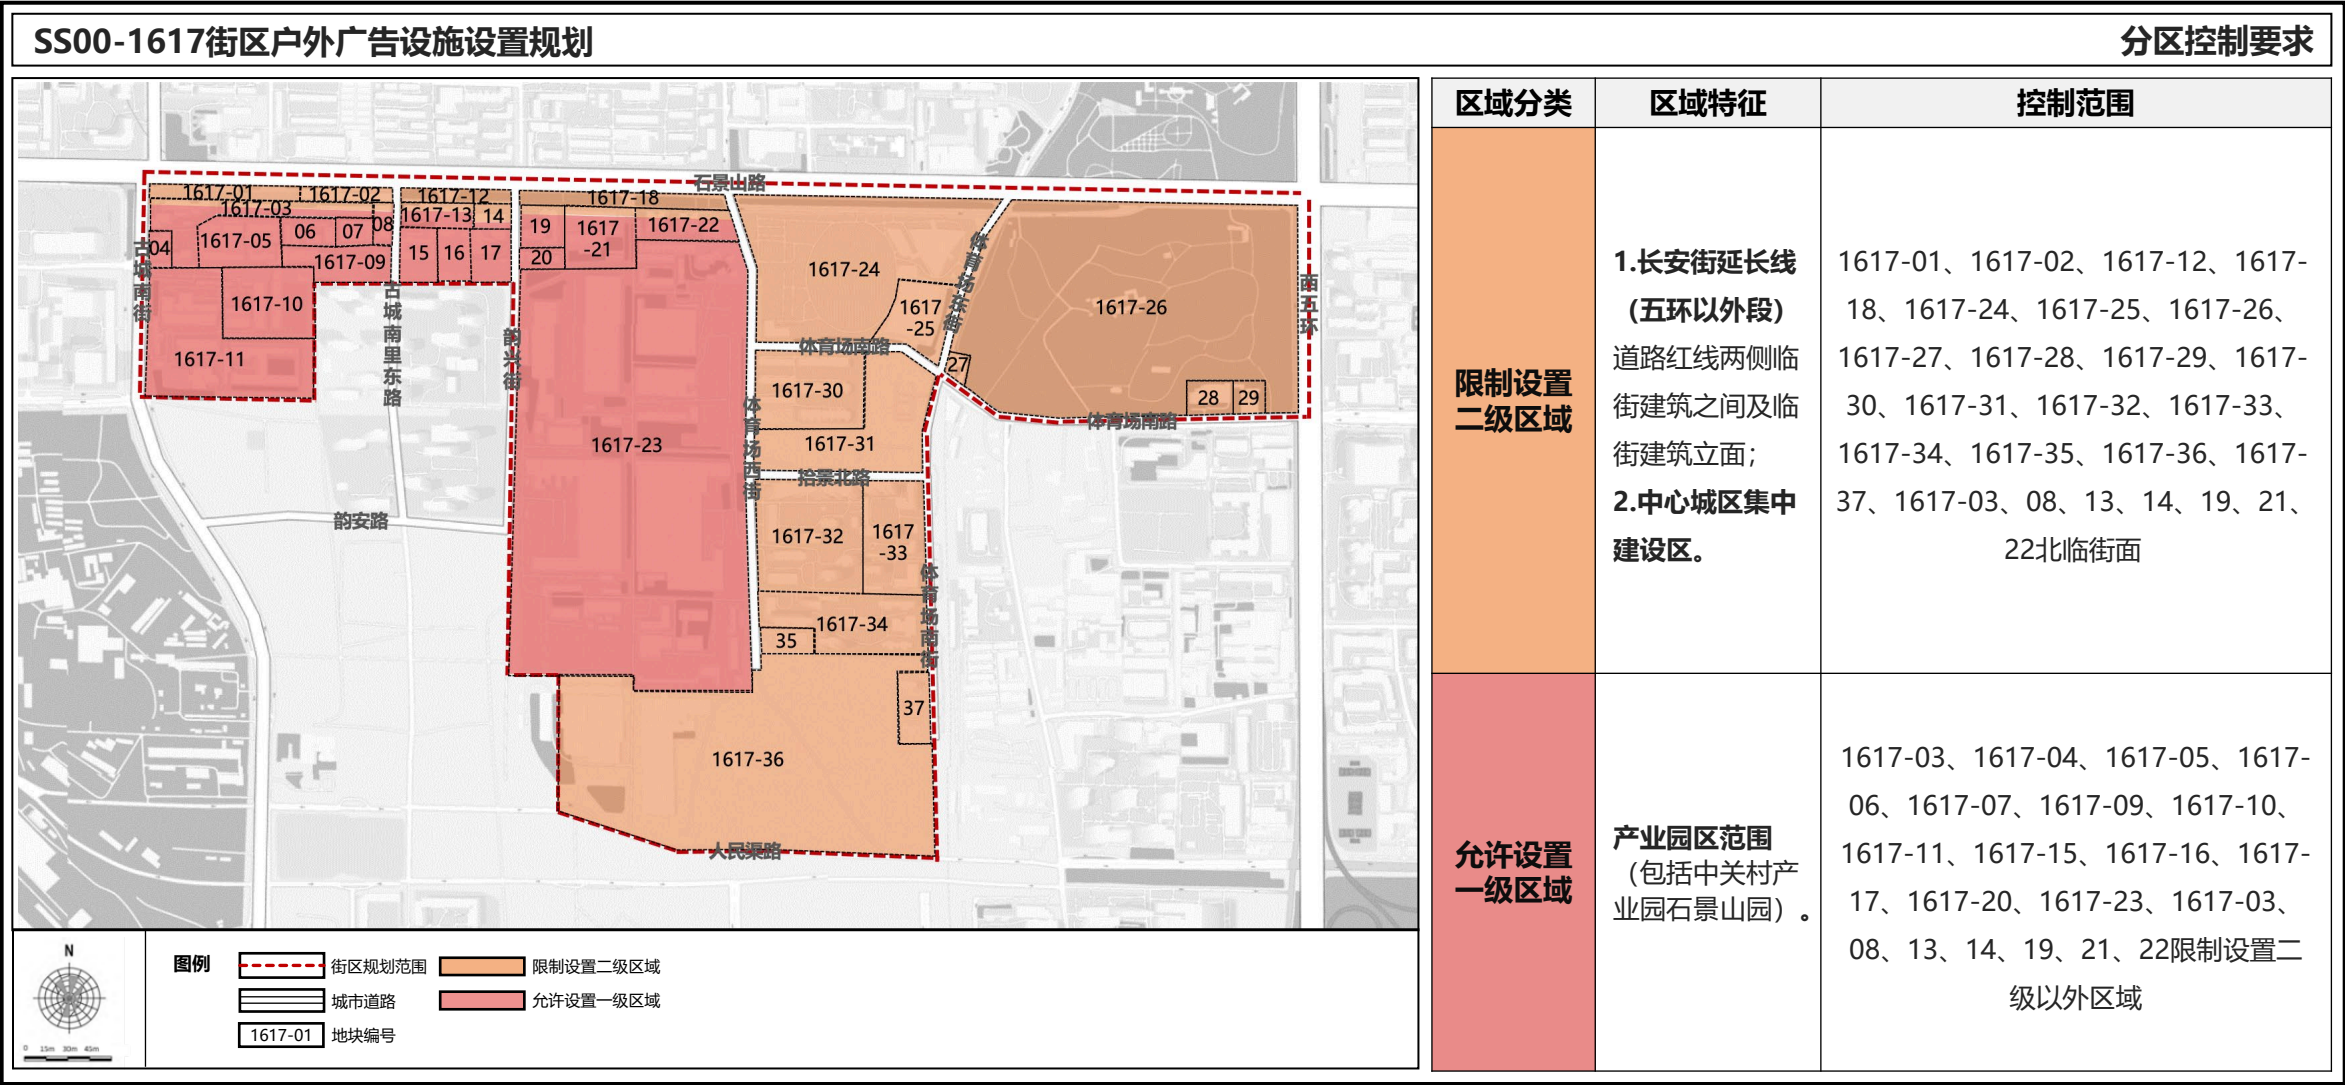 SS00-1617街区户外广告设施设置规划
分区控制要求
石景山路
1617-01
1617-02
1617-12
1617-18
1617-03
1617-13
14
08
04
1617-05
06
07
1617-09
15
16
17
19
20
1617
-21
1617-22
1617-10
1617-11
1617-23
1617-24
1617
-25
1617-26
27
28
29
1617-30
1617-31
1617-32
1617
-33
1617-34
35
1617-36
37
古城南街
古城南里东路
韵兴街
韵安路
体育场西街
体育场东街
体育场南路
体育场南路
西五环
拾景北路
体育场南街
人民渠路
N
0 15m 30m 45m
图例
街区规划范围
城市道路
1617-01
地块编号
限制设置二级区域
允许设置一级区域
区域分类
区域特征
控制范围
限制设置
二级区域
1.长安街延长线
（五环以外段）
道路红线两侧临
街建筑之间及临
街建筑立面；
2.中心城区集中
建设区。
1617-01、1617-02、1617-12、1617-
18、1617-24、1617-25、1617-26、
1617-27、1617-28、1617-29、1617-
30、1617-31、1617-32、1617-33、
1617-34、1617-35、1617-36、1617-
37、1617-03、08、13、14、19、21、
22北临街面
允许设置
一级区域
产业园区范围
（包括中关村产
业园石景山园）。
1617-03、1617-04、1617-05、1617-
06、1617-07、1617-09、1617-10、
1617-11、1617-15、1617-16、1617-
17、1617-20、1617-23、1617-03、
08、13、14、19、21、22限制设置二
级以外区域